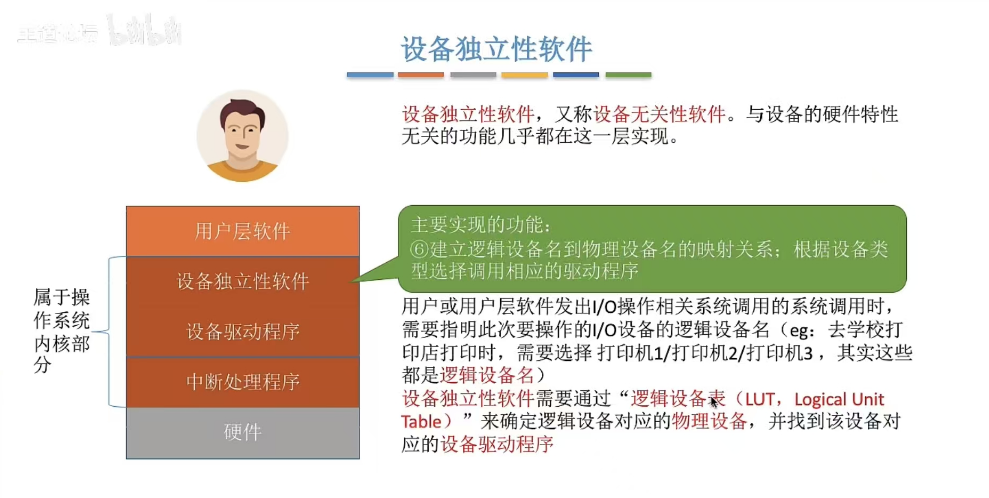 王道论坛 bilibili
设备独立性软件
设备独立性软件，又称设备无关性软件。与设备的硬件特性
无关的功能几乎都在这一层实现。
用户层软件
设备独立性软件
设备驱动程序
中断处理程序
硬件
属于操
作系统
内核部
分
主要实现的功能：
⑥建立逻辑设备名到物理设备名的映射关系；根据设备类
型选择调用相应的驱动程序
用户或用户层软件发出I/O操作相关系统调用的系统调用时，
需要指明此次要操作的I/O设备的逻辑设备名（eg：去学校打
印店打印时，需要选择 打印机1/打印机2/打印机3 ，其实这些
都是逻辑设备名）
设备独立性软件需要通过“逻辑设备表（LUT，Logical Unit
Table）”来确定逻辑设备对应的物理设备，并找到该设备对
应的设备驱动程序